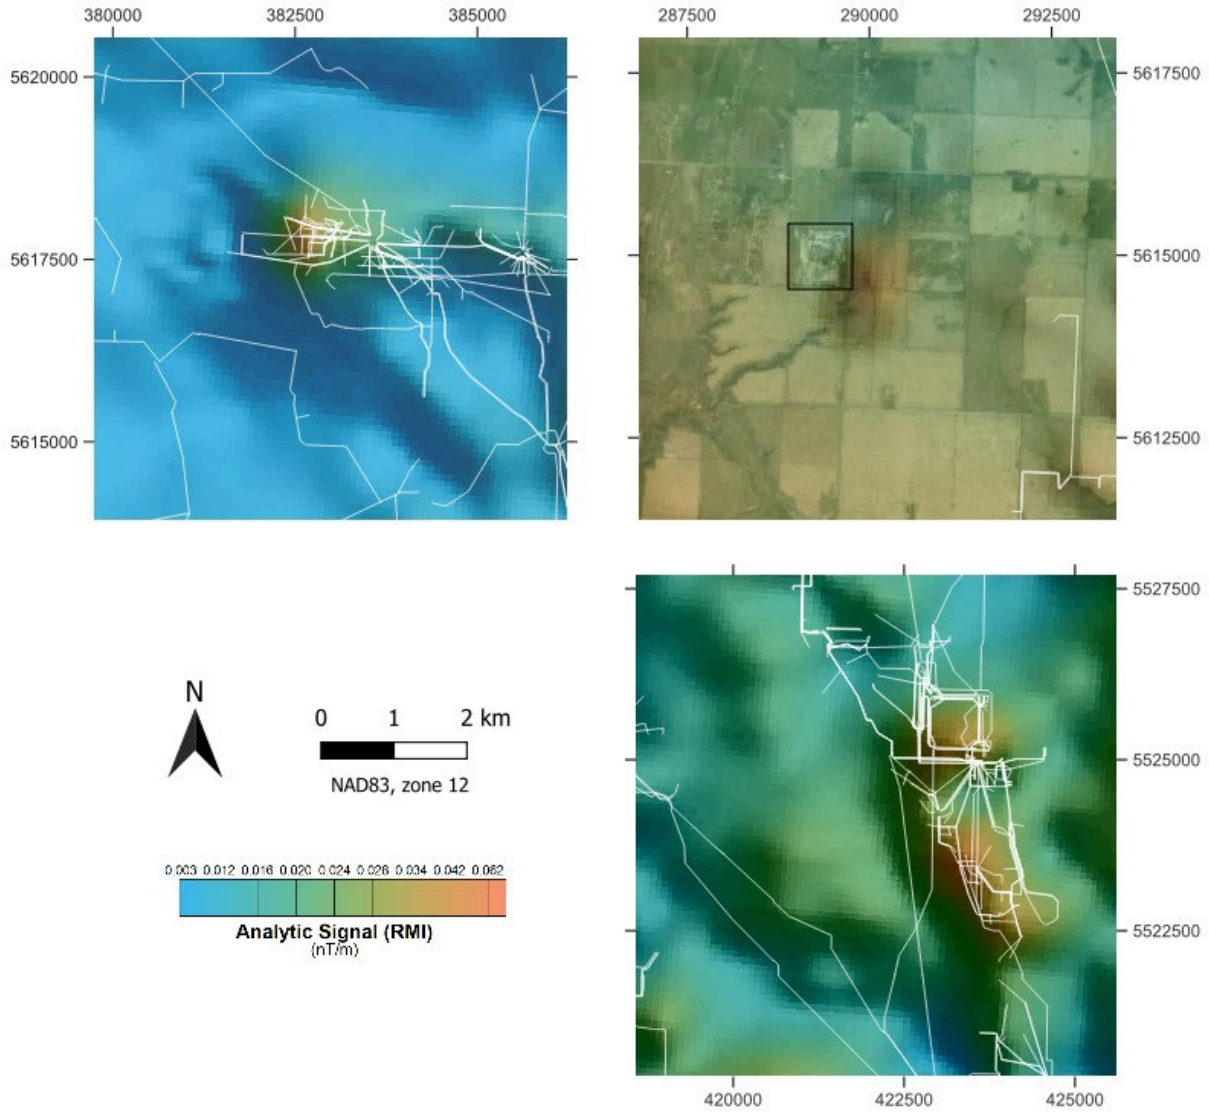 380000 382500 385000
287500 290000 292500
5620000
5617500
5615000
5617500
5615000
5612500
N
0 1 2 km
NAD83, zone 12
0.003 0.012 0.016 0.020 0.024 0.028 0.034 0.042 0.062
Analytic Signal (RMI)
(nT/m)
5527500
5525000
5522500
420000 422500 425000